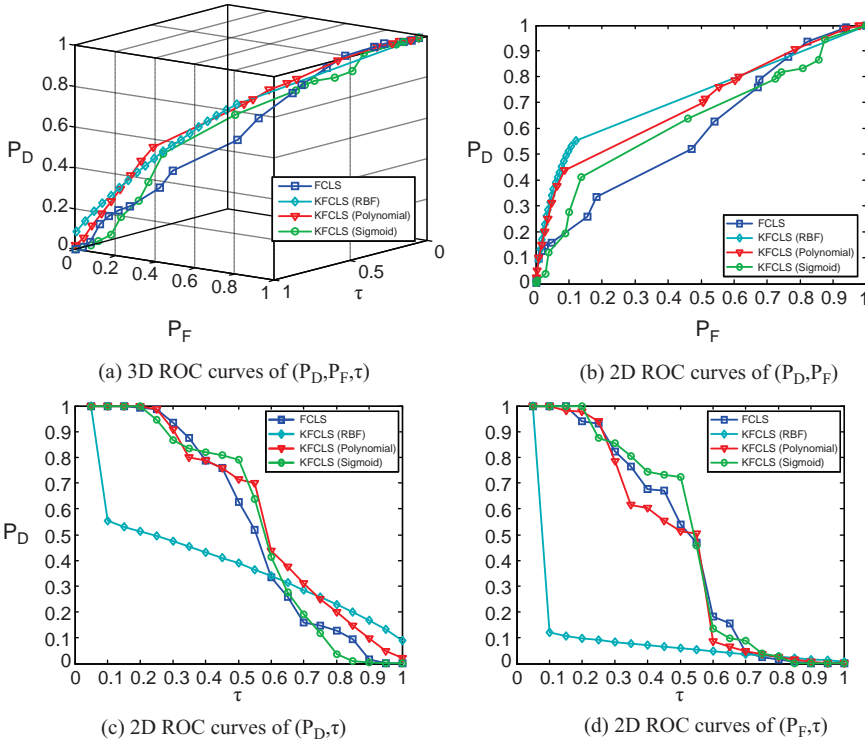 1
0.8
0.6
0.4
0.2
0
P_D
0 0.2 0.4 0.6 0.8 1
1 0.5 0
τ
P_F
FCLS
KFCLS (RBF)
KFCLS (Polynomial)
KFCLS (Sigmoid)
(a) 3D ROC curves of (P_D,P_F,τ)
1
0.9
0.8
0.7
0.6
0.5
0.4
0.3
0.2
0.1
0
P_D
0 0.1 0.2 0.3 0.4 0.5 0.6 0.7 0.8 0.9 1
P_F
FCLS
KFCLS (RBF)
KFCLS (Polynomial)
KFCLS (Sigmoid)
(b) 2D ROC curves of (P_D,P_F)
1
0.9
0.8
0.7
0.6
0.5
0.4
0.3
0.2
0.1
0
P_D
0 0.1 0.2 0.3 0.4 0.5 0.6 0.7 0.8 0.9 1
τ
FCLS
KFCLS (RBF)
KFCLS (Polynomial)
KFCLS (Sigmoid)
(c) 2D ROC curves of (P_D,τ)
1
0.9
0.8
0.7
0.6
0.5
0.4
0.3
0.2
0.1
0
P_D
0 0.1 0.2 0.3 0.4 0.5 0.6 0.7 0.8 0.9 1
τ
FCLS
KFCLS (RBF)
KFCLS (Polynomial)
KFCLS (Sigmoid)
(d) 2D ROC curves of (P_F,τ)